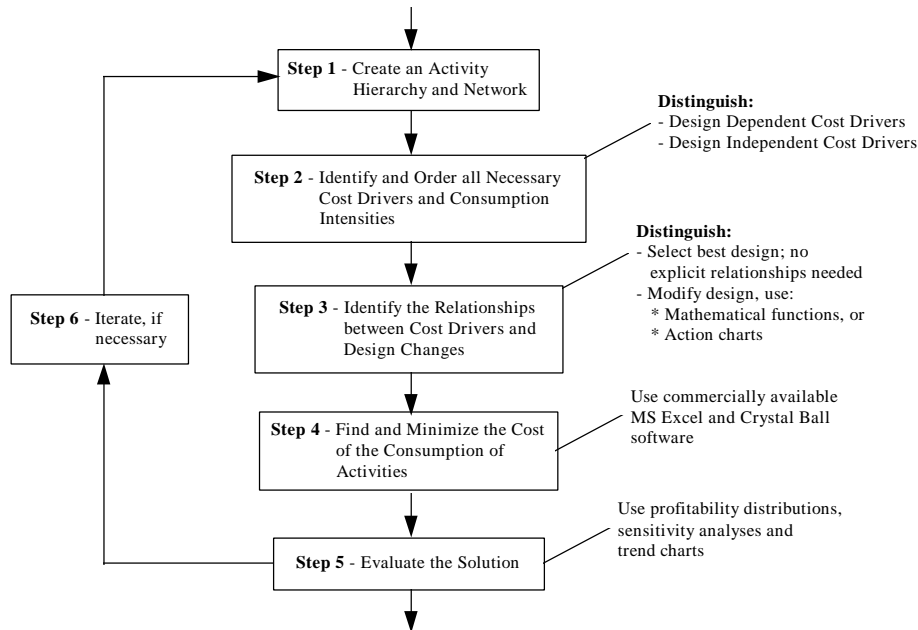 Step 1 - Create an Activity
Hierarchy and Network
Distinguish:
- Design Dependent Cost Drivers
- Design Independent Cost Drivers
Step 2 - Identify and Order all Necessary
Cost Drivers and Consumption
Intensities
Distinguish:
- Select best design; no
explicit relationships needed
- Modify design, use:
* Mathematical functions, or
* Action charts
Step 3 - Identify the Relationships
between Cost Drivers and
Design Changes
Step 6 - Iterate, if
necessary
Use commercially available
MS Excel and Crystal Ball
software
Step 4 - Find and Minimize the Cost
of the Consumption of
Activities
Use profitability distributions,
sensitivity analyses and
trend charts
Step 5 - Evaluate the Solution